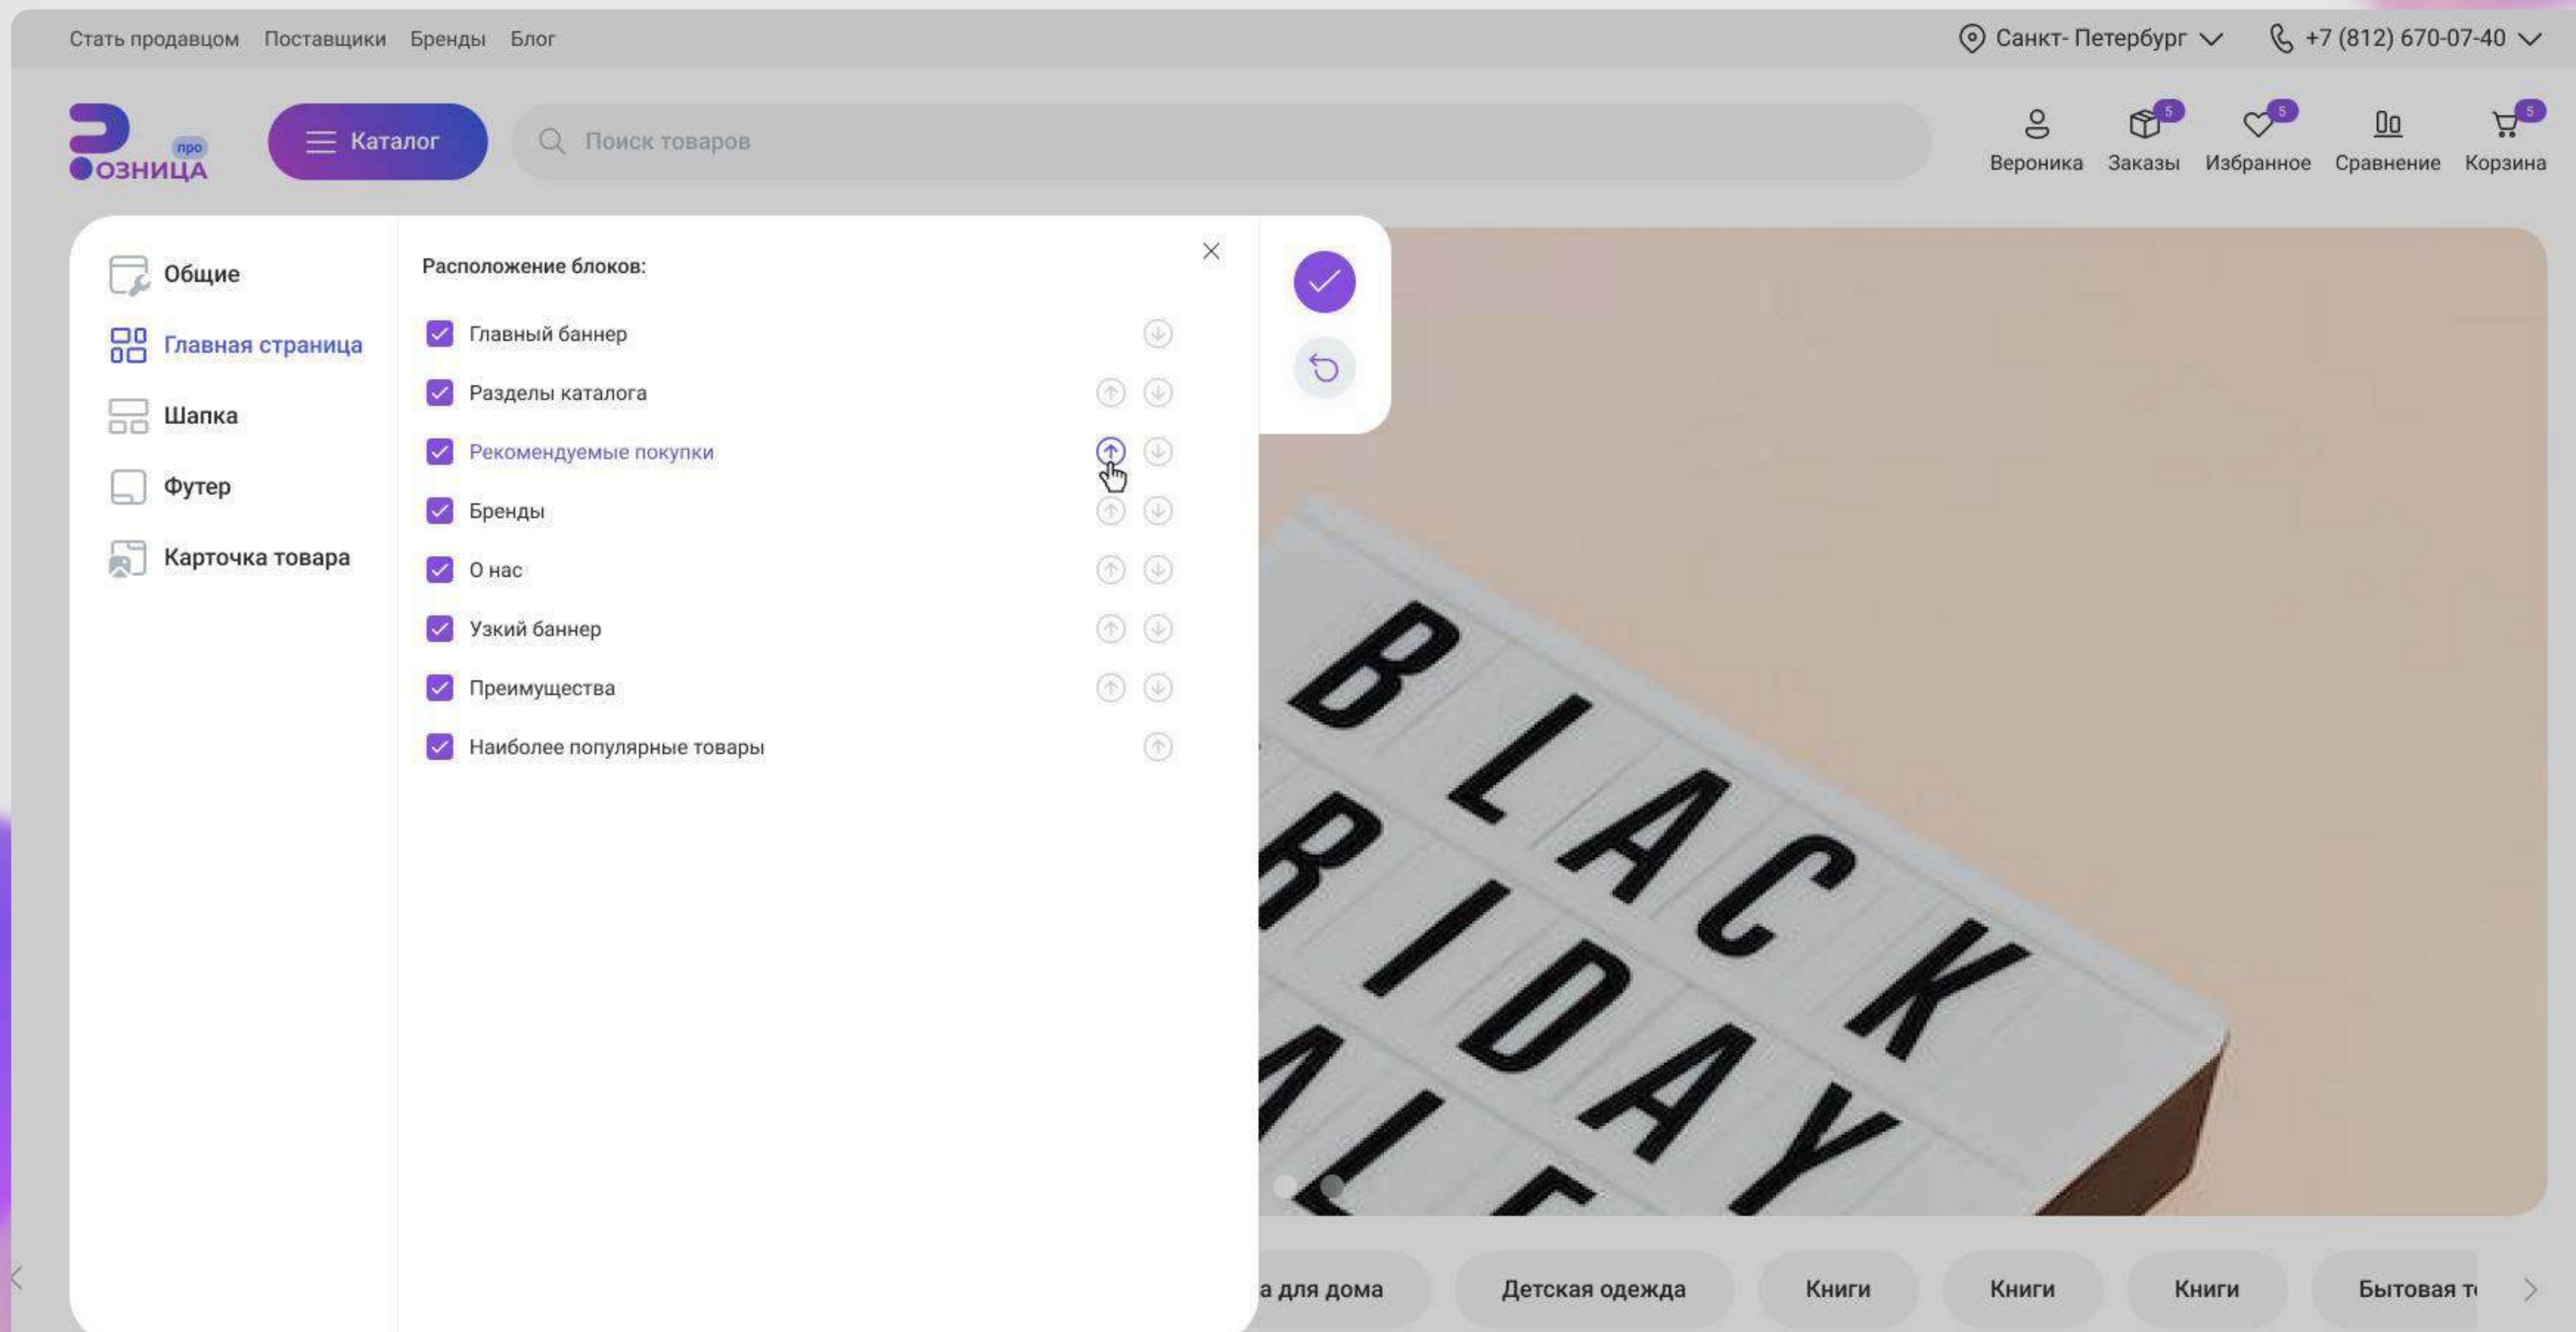 Стать продавцом Поставщики Бренды Блог Санкт- Петербург +7 (812) 670-07-40
про
ОЗНИЦА
Каталог
Поиск товаров
5 5 5
Вероника Заказы Избранное Сравнение Корзина
Общие
Главная страница
Шапка
Футер
Карточка товара
Расположение блоков:
Главный баннер
Разделы каталога
Рекомендуемые покупки
Бренды
О нас
Узкий баннер
Преимущества
Наиболее популярные товары
BLACK
RIDAY
ALE
а для дома Детская одежда Книги Книги Книги Бытовая т